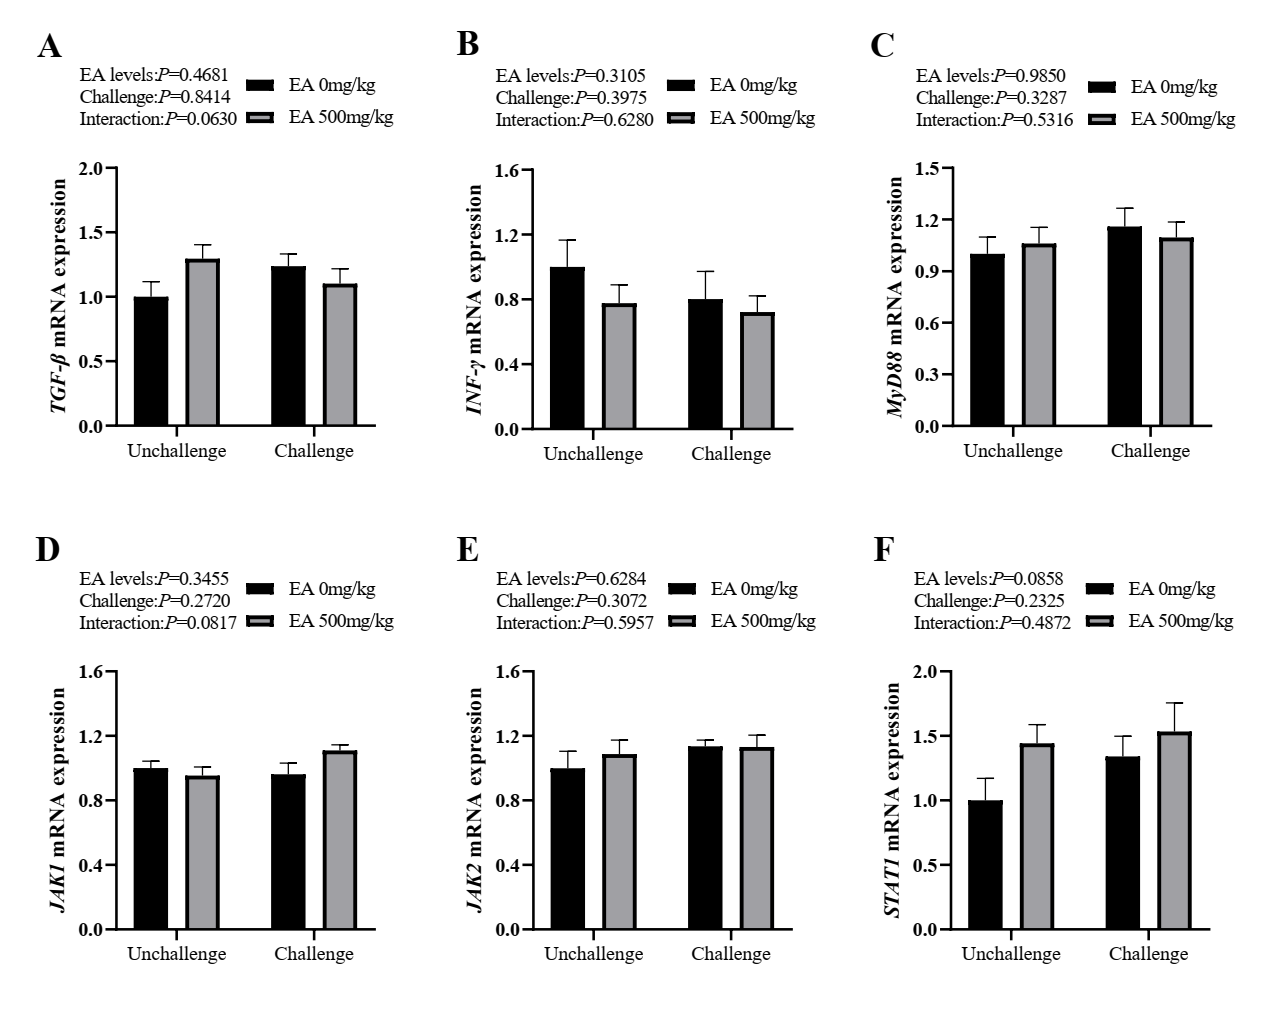 A
EA levels:P=0.4681
Challenge:P=0.8414
Interaction:P=0.0630
EA 0mg/kg
EA 500mg/kg
TGF-β mRNA expression
2.0
1.5
1.0
0.5
0.0
Unchallenge
Challenge
B
EA levels:P=0.3105
Challenge:P=0.3975
Interaction:P=0.6280
EA 0mg/kg
EA 500mg/kg
INF-γ mRNA expression
1.6
1.2
0.8
0.4
0.0
Unchallenge
Challenge
C
EA levels:P=0.9850
Challenge:P=0.3287
Interaction:P=0.5316
EA 0mg/kg
EA 500mg/kg
MyD88 mRNA expression
1.5
1.2
0.9
0.6
0.3
0.0
Unchallenge
Challenge
D
EA levels:P=0.3455
Challenge:P=0.2720
Interaction:P=0.0817
EA 0mg/kg
EA 500mg/kg
JAK1 mRNA expression
1.6
1.2
0.8
0.4
0.0
Unchallenge
Challenge
E
EA levels:P=0.6284
Challenge:P=0.3072
Interaction:P=0.5957
EA 0mg/kg
EA 500mg/kg
JAK2 mRNA expression
1.6
1.2
0.8
0.4
0.0
Unchallenge
Challenge
F
EA levels:P=0.0858
Challenge:P=0.2325
Interaction:P=0.4872
EA 0mg/kg
EA 500mg/kg
STAT1 mRNA expression
2.0
1.5
1.0
0.5
0.0
Unchallenge
Challenge